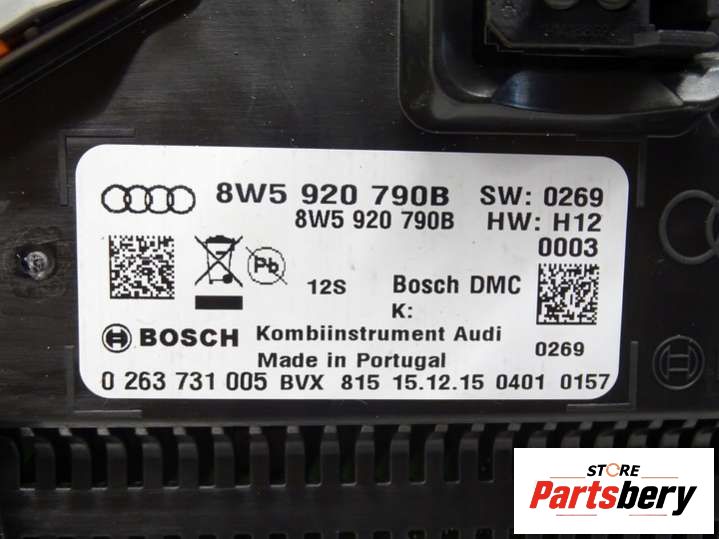 8W5 920 790B SW: 0269
8W5 920 790B HW: H12
0003
Pb
12S Bosch DMC
K:
BOSCH Kombiinstrument Audi
0269
Made in Portugal
0 263 731 005 BVX 815 15.12.15 0401 0157
STORE
Partsbery